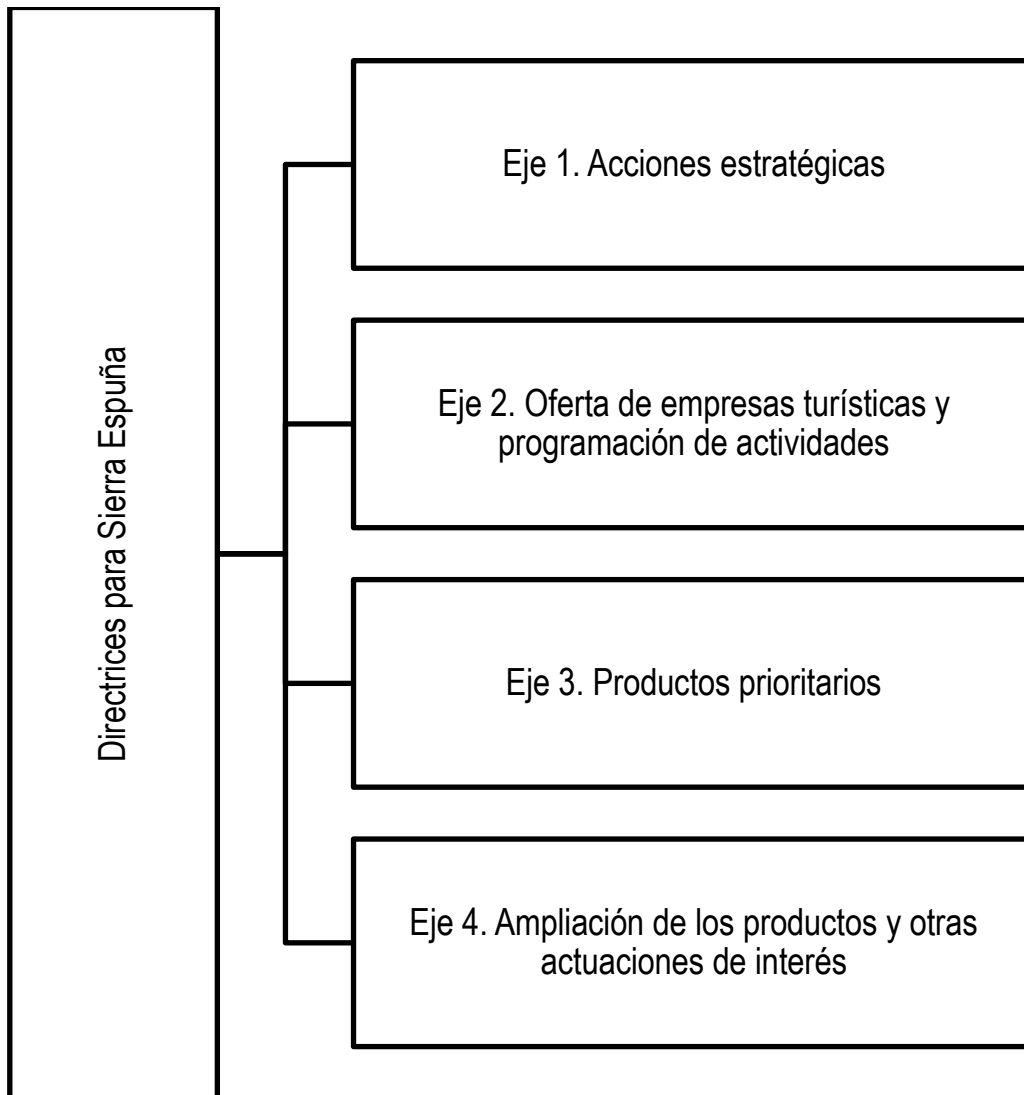 Directrices para Sierra Espuña
Eje 1. Acciones estratégicas
Eje 2. Oferta de empresas turísticas y
programación de actividades
Eje 3. Productos prioritarios
Eje 4. Ampliación de los productos y otras
actuaciones de interés